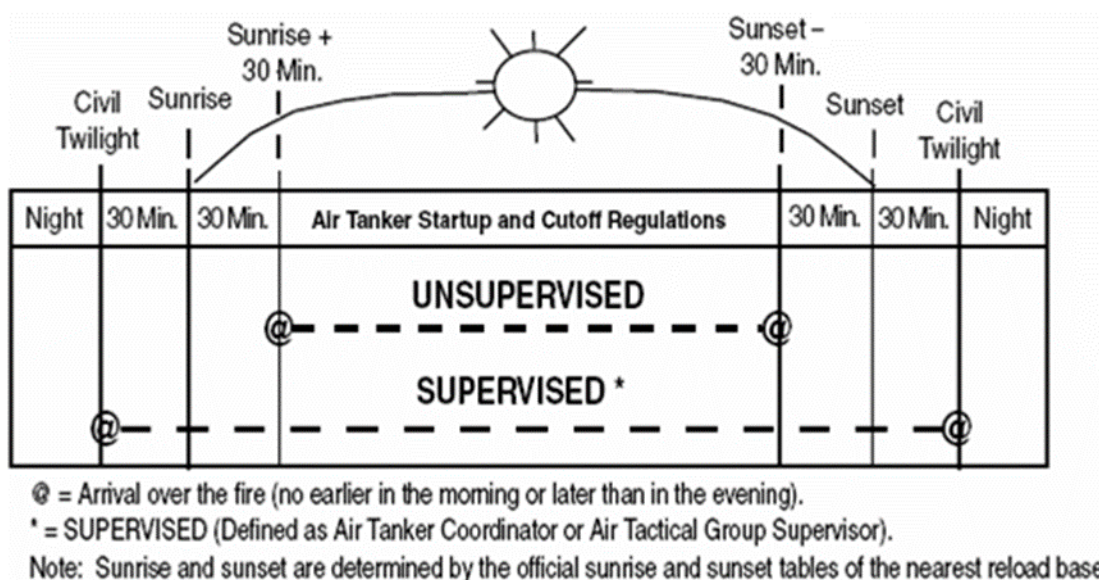 Sunrise +
30 Min.
Sunset –
30 Min.
Civil
Twilight
Sunrise
Sunset
Civil
Twilight
Night
30 Min.
30 Min.
Air Tanker Startup and Cutoff Regulations
30 Min.
30 Min.
Night
UNSUPERVISED
@
@
SUPERVISED *
@
@
@ = Arrival over the fire (no earlier in the morning or later than in the evening).
* = SUPERVISED (Defined as Air Tanker Coordinator or Air Tactical Group Supervisor).
Note: Sunrise and sunset are determined by the official sunrise and sunset tables of the nearest reload base